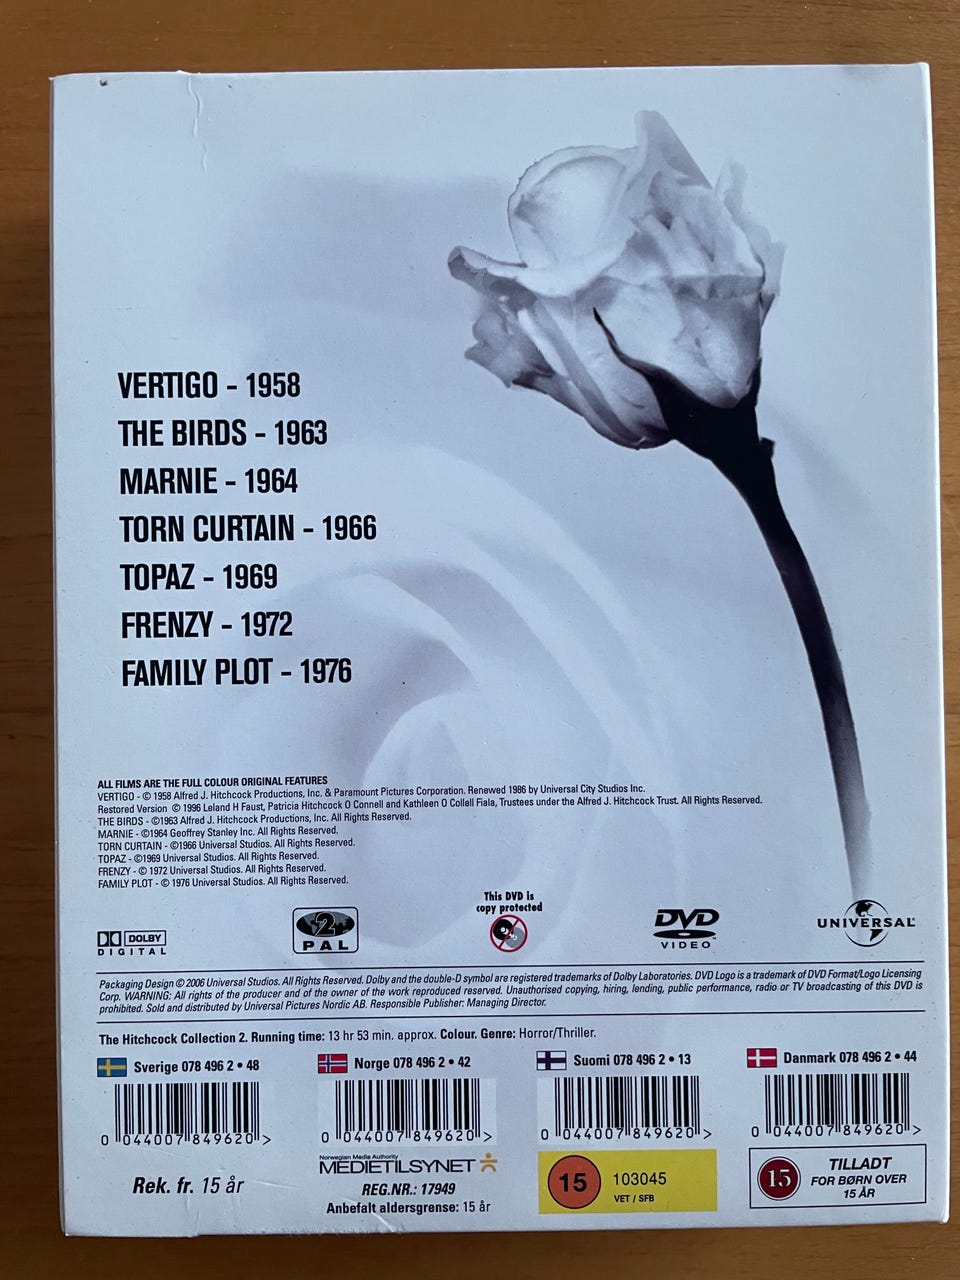 VERTIGO - 1958
THE BIRDS - 1963
MARNIE - 1964
TORN CURTAIN - 1966
TOPAZ - 1969
FRENZY - 1972
FAMILY PLOT - 1976
ALL FILMS ARE THE FULL COLOUR ORIGINAL FEATURES
VERTIGO - © 1958 Alfred J. Hitchcock Productions, Inc. & Paramount Pictures Corporation. Renewed 1986 by Universal City Studios Inc.
Restored Version © 1996 Leland H Faust, Patricia Hitchcock O Connell and Kathleen O Collell Fiala, Trustees under the Alfred J. Hitchcock Trust. All Rights Reserved.
THE BIRDS - ©1963 Alfred J. Hitchcock Productions, Inc. All Rights Reserved.
MARNIE - ©1964 Geoffrey Stanley Inc. All Rights Reserved.
TORN CURTAIN - ©1966 Universal Studios. All Rights Reserved.
TOPAZ - ©1969 Universal Studios. All Rights Reserved.
FRENZY - © 1972 Universal Studios. All Rights Reserved.
FAMILY PLOT - © 1976 Universal Studios. All Rights Reserved.
DOLBY
DIGITAL
2
PAL
This DVD is
copy protected
DVD
VIDEO
UNIVERSAL
Packaging Design © 2006 Universal Studios. All Rights Reserved. Dolby and the double-D symbol are registered trademarks of Dolby Laboratories. DVD Logo is a trademark of DVD Format/Logo Licensing
Corp. WARNING: All rights of the producer and of the owner of the work reproduced reserved. Unauthorised copying, hiring, lending, public performance, radio or TV broadcasting of this DVD is
prohibited. Sold and distributed by Universal Pictures Nordic AB. Responsible Publisher: Managing Director.
The Hitchcock Collection 2. Running time: 13 hr 53 min. approx. Colour. Genre: Horror/Thriller.
Sverige 078 496 2 • 48
0 044007 849620 >
Rek. fr. 15 år
Norge 078 496 2 • 42
0 044007 849620 >
Norwegian Media Authority
MEDIETILSYNET
REG.NR.: 17949
Anbefalt aldersgrense: 15 år
Suomi 078 496 2 • 13
0 044007 849620 >
15
103045
VET / SFB
Danmark 078 496 2 • 44
0 044007 849620 >
15
TILLADT
FOR BØRN OVER
15 ÅR